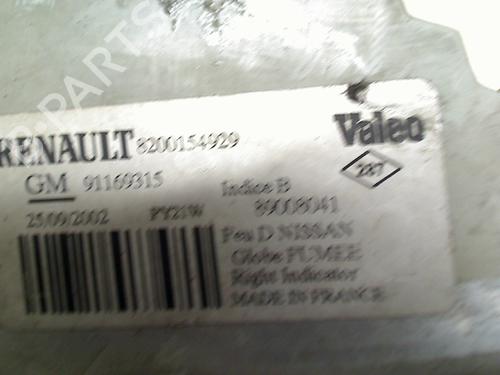 B-PARTS
RENAULT 8200154929 Valeo
GM 91169315 Indice B 287
25/09/2002 PY21W 89008041
Feu D NISSAN
Globe FUMEE
Right Indicator
MADE IN FRANCE